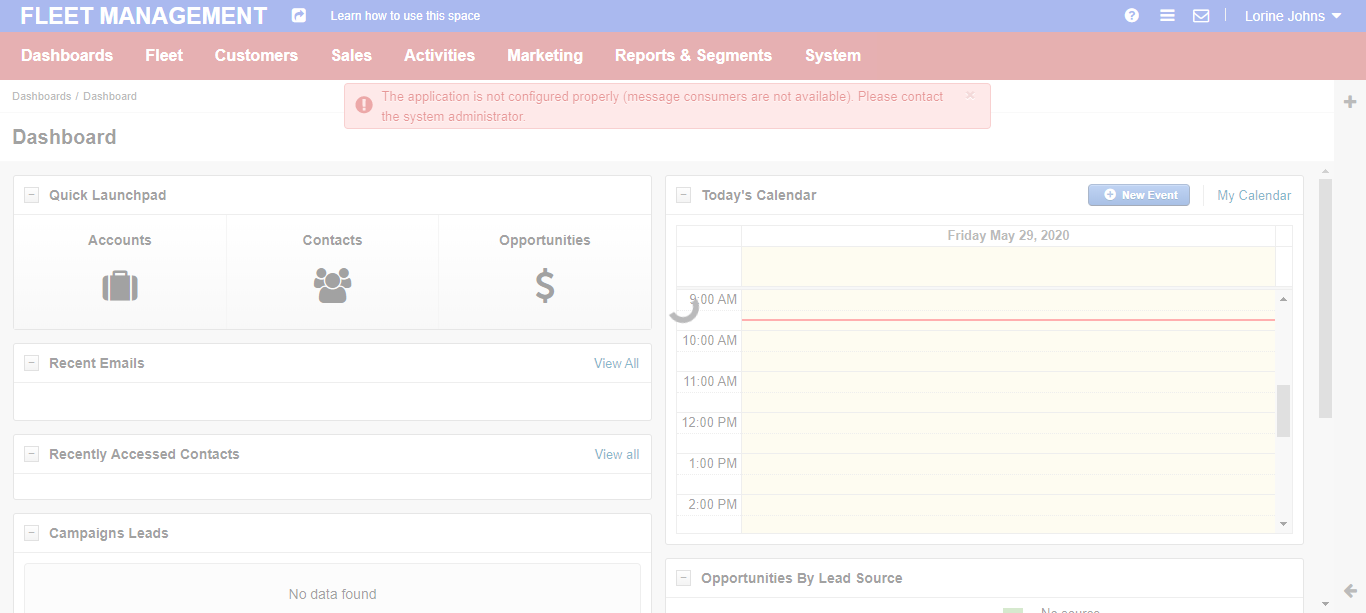 FLEET MANAGEMENT
Learn how to use this space
Lorine Johns
Dashboards
Fleet
Customers
Sales
Activities
Marketing
Reports & Segments
System
Dashboards / Dashboard
The application is not configured properly (message consumers are not available). Please contact
the system administrator.
Dashboard
Quick Launchpad
Accounts
Contacts
Opportunities
Recent Emails
View All
Recently Accessed Contacts
View all
Campaigns Leads
No data found
Today's Calendar
New Event
My Calendar
Friday May 29, 2020
9:00 AM
10:00 AM
11:00 AM
12:00 PM
1:00 PM
2:00 PM
Opportunities By Lead Source
No source